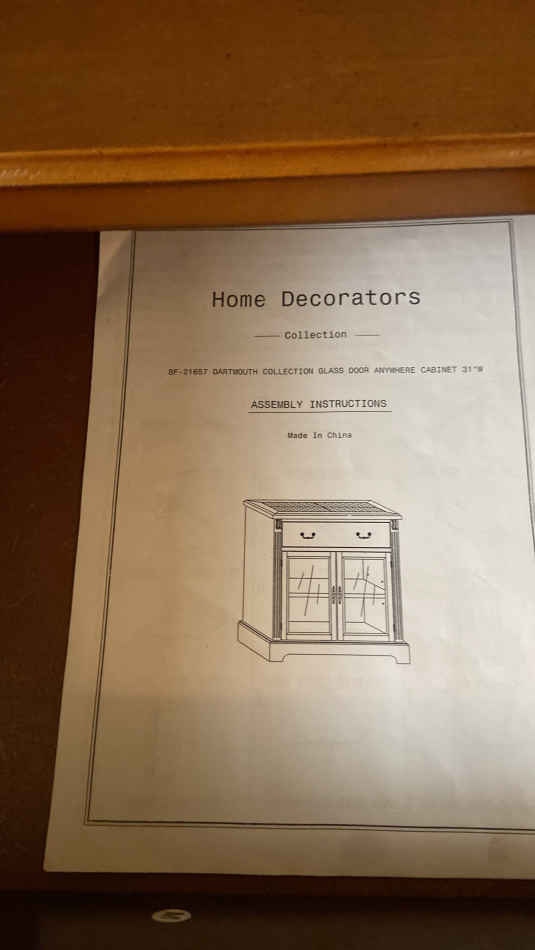 Home Decorators
Collection
SF-21657 DARTMOUTH COLLECTION GLASS DOOR ANYWHERE CABINET 31"W
ASSEMBLY INSTRUCTIONS
Made In China